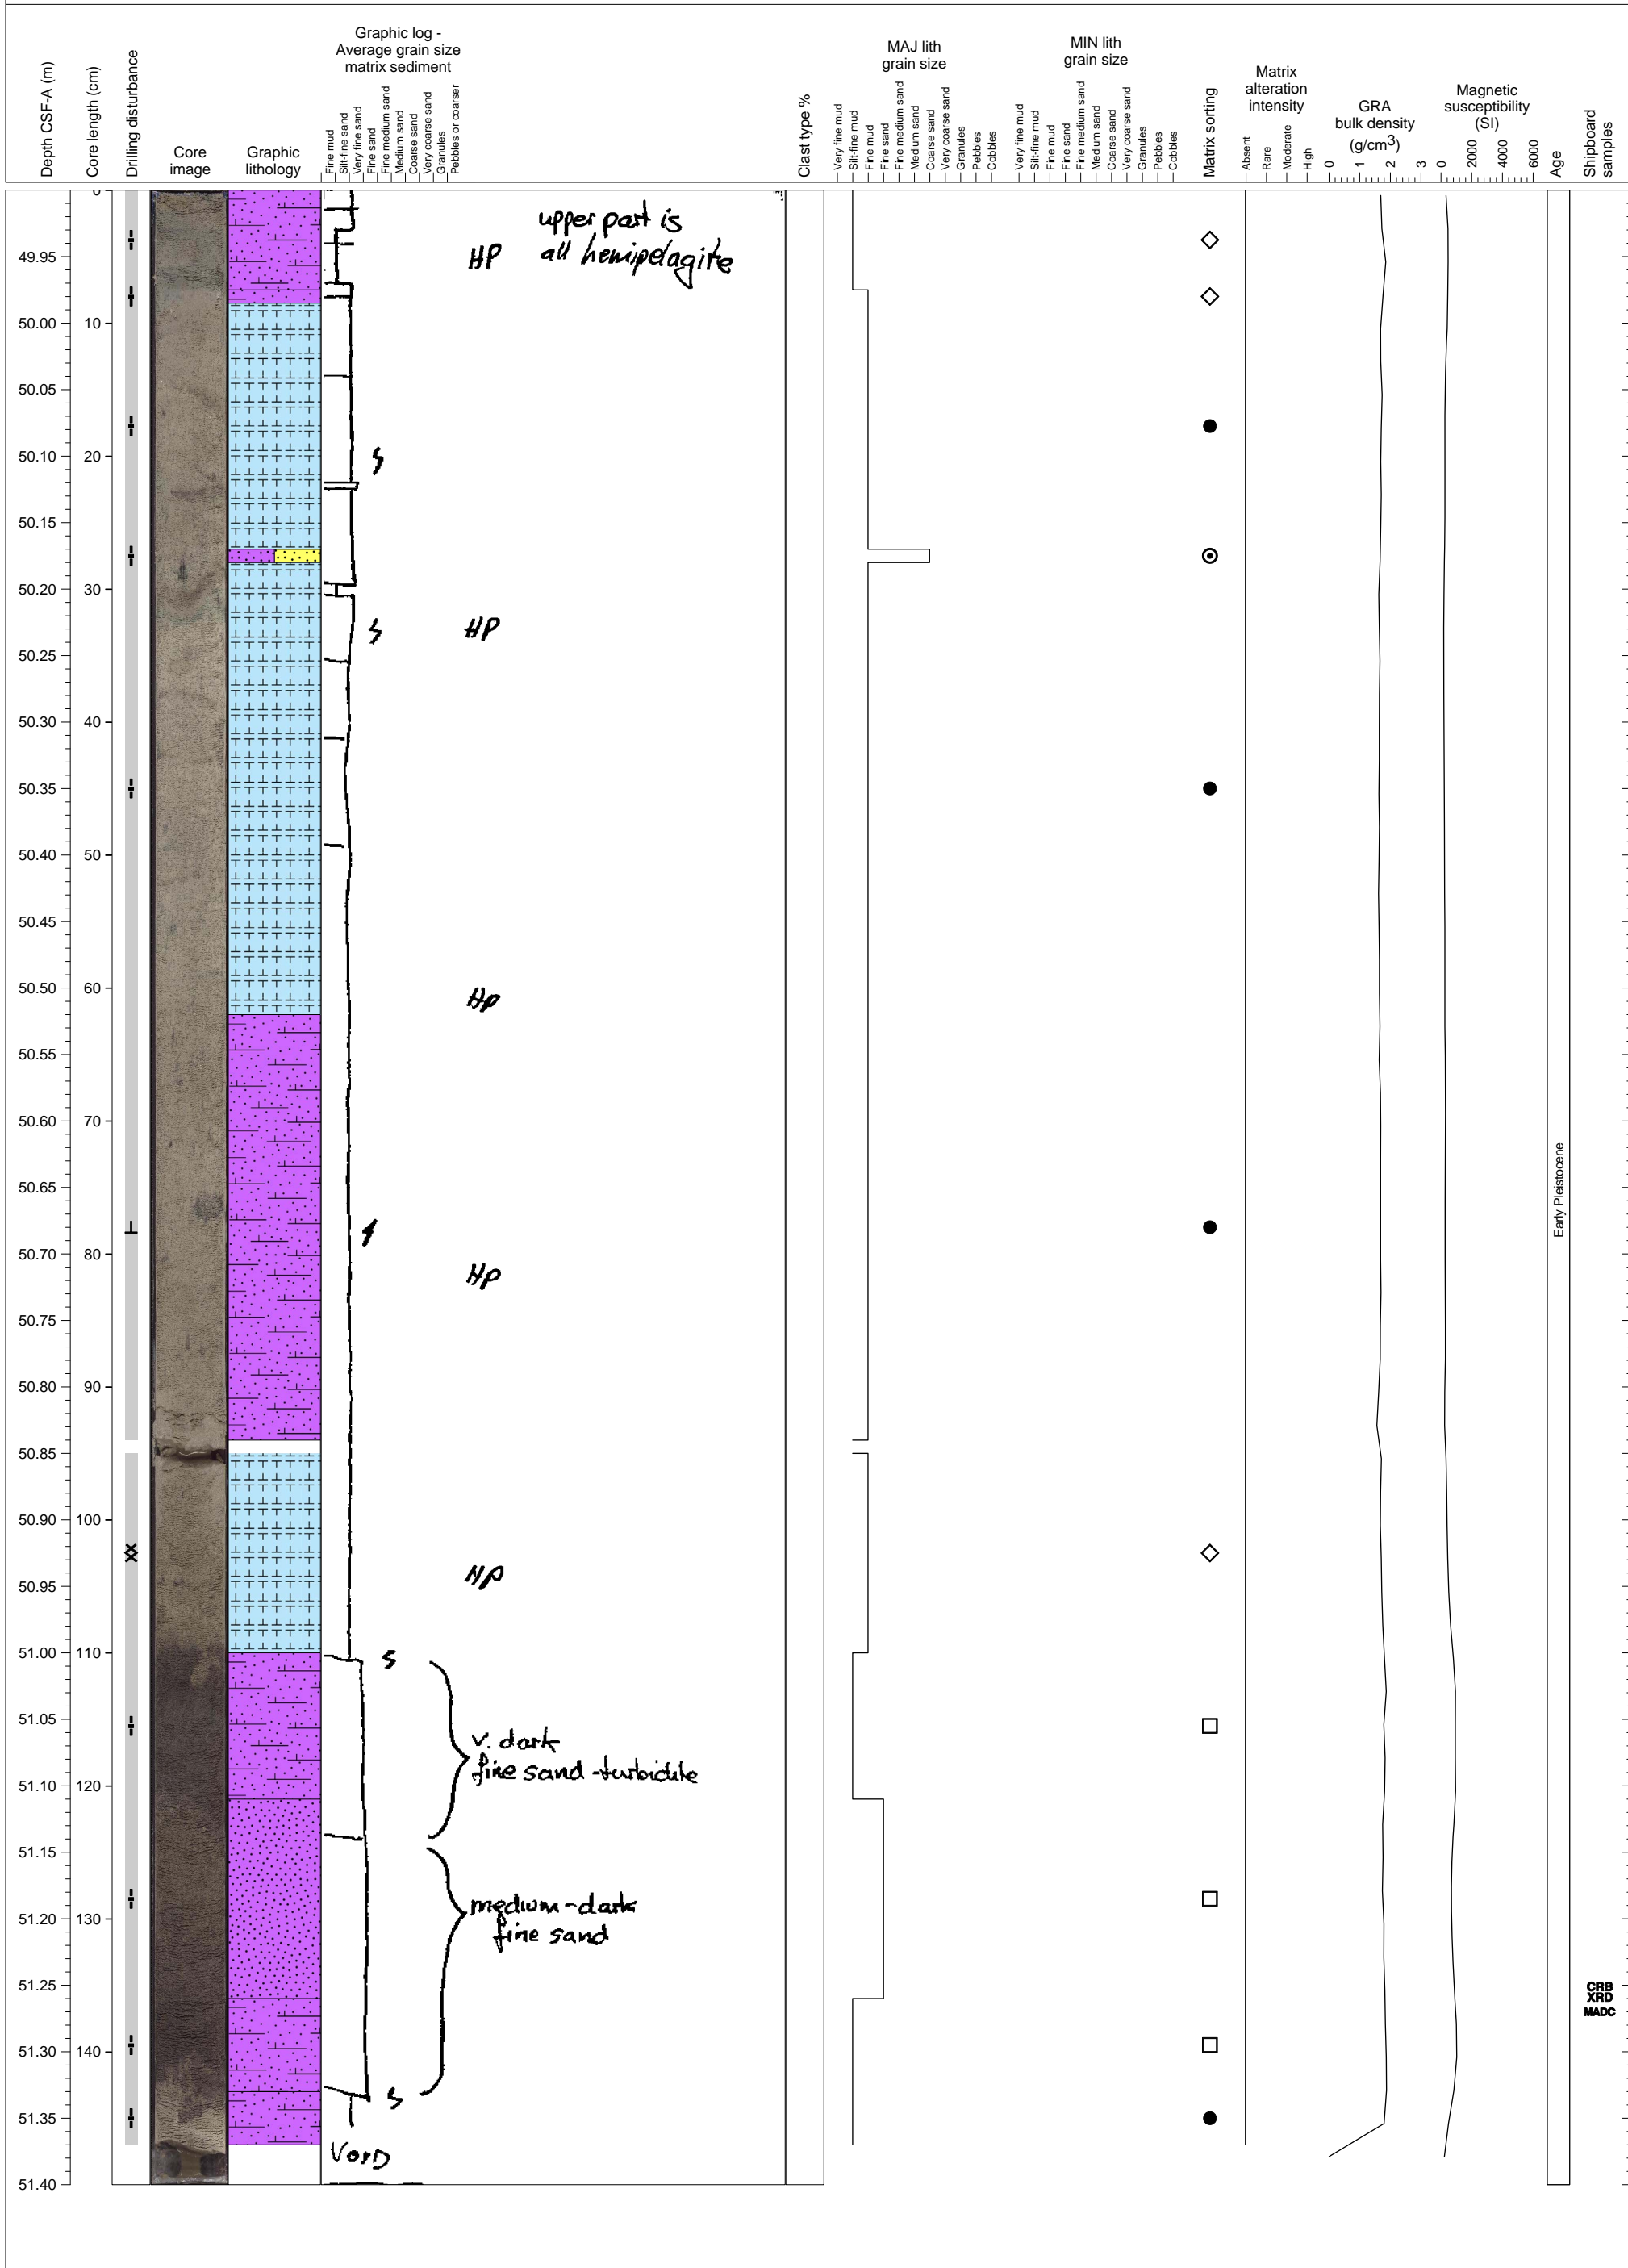 Depth CSF-A (m)
Core length (cm)
Drilling disturbance
Core
image
Graphic
lithology
Graphic log -
Average grain size
matrix sediment
Fine mud
Silt-fine sand
Very fine sand
Fine sand
Fine medium sand
Medium sand
Coarse sand
Very coarse sand
Granules
Pebbles or coarser
Clast type %
MAJ lith
grain size
Very fine mud
Silt-fine mud
Fine mud
Fine sand
Fine medium sand
Medium sand
Coarse sand
Very coarse sand
Granules
Pebbles
Cobbles
MIN lith
grain size
Very fine mud
Silt-fine mud
Fine mud
Fine sand
Fine medium sand
Medium sand
Coarse sand
Very coarse sand
Granules
Pebbles
Cobbles
Matrix sorting
Matrix
alteration
intensity
Absent
Rare
Moderate
High
GRA
bulk density
(g/cm3)
0 1 2 3
Magnetic
susceptibility
(SI)
0 2000 4000 6000
Age
Shipboard
samples
0
upper part is
49.95 HP all hemipelagite
50.00 10
50.05
50.10 20
50.15
50.20 30
50.25 HP
50.30 40
50.35
50.40 50
50.45
50.50 60 HP
50.55
50.60 70
50.65
Early Pleistocene
50.70 80
HP
50.75
50.80 90
50.85
50.90 100
50.95 HP
51.00 110
51.05
v. dark
fine sand-turbidite
51.10 120
51.15
medium-dark
51.20 130
fine sand
51.25
CRB
XRD
MADC
51.30 140
51.35
VOID
51.40